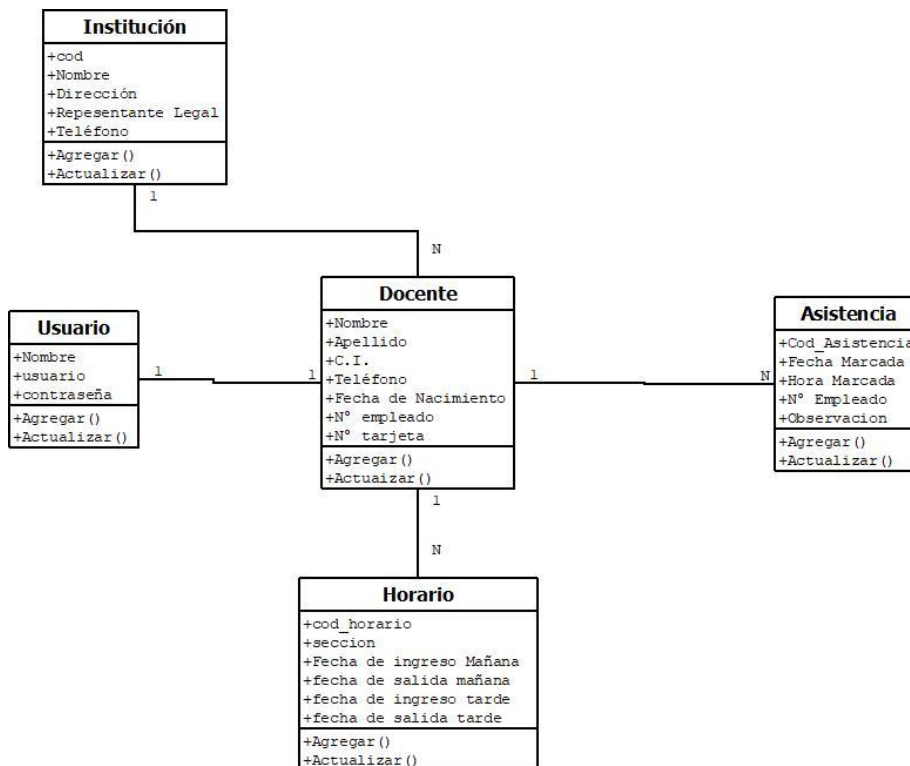 Institución
+cod
+Nombre
+Dirección
+Repesentante Legal
+Teléfono
+Agregar()
+Actualizar()
1
N
Docente
+Nombre
+Apellido
+C.I.
+Teléfono
+Fecha de Nacimiento
+N° empleado
+N° tarjeta
+Agregar()
+Actuaizar()
Usuario
+Nombre
+usuario
+contraseña
+Agregar()
+Actualizar()
1
1
1
N
Asistencia
+Cod_Asistencia
+Fecha Marcada
+Hora Marcada
+N° Empleado
+Observacion
+Agregar()
+Actualizar()
1
N
Horario
+cod_horario
+seccion
+Fecha de ingreso Mañana
+fecha de salida mañana
+fecha de ingreso tarde
+fecha de salida tarde
+Agregar()
+Actualizar()